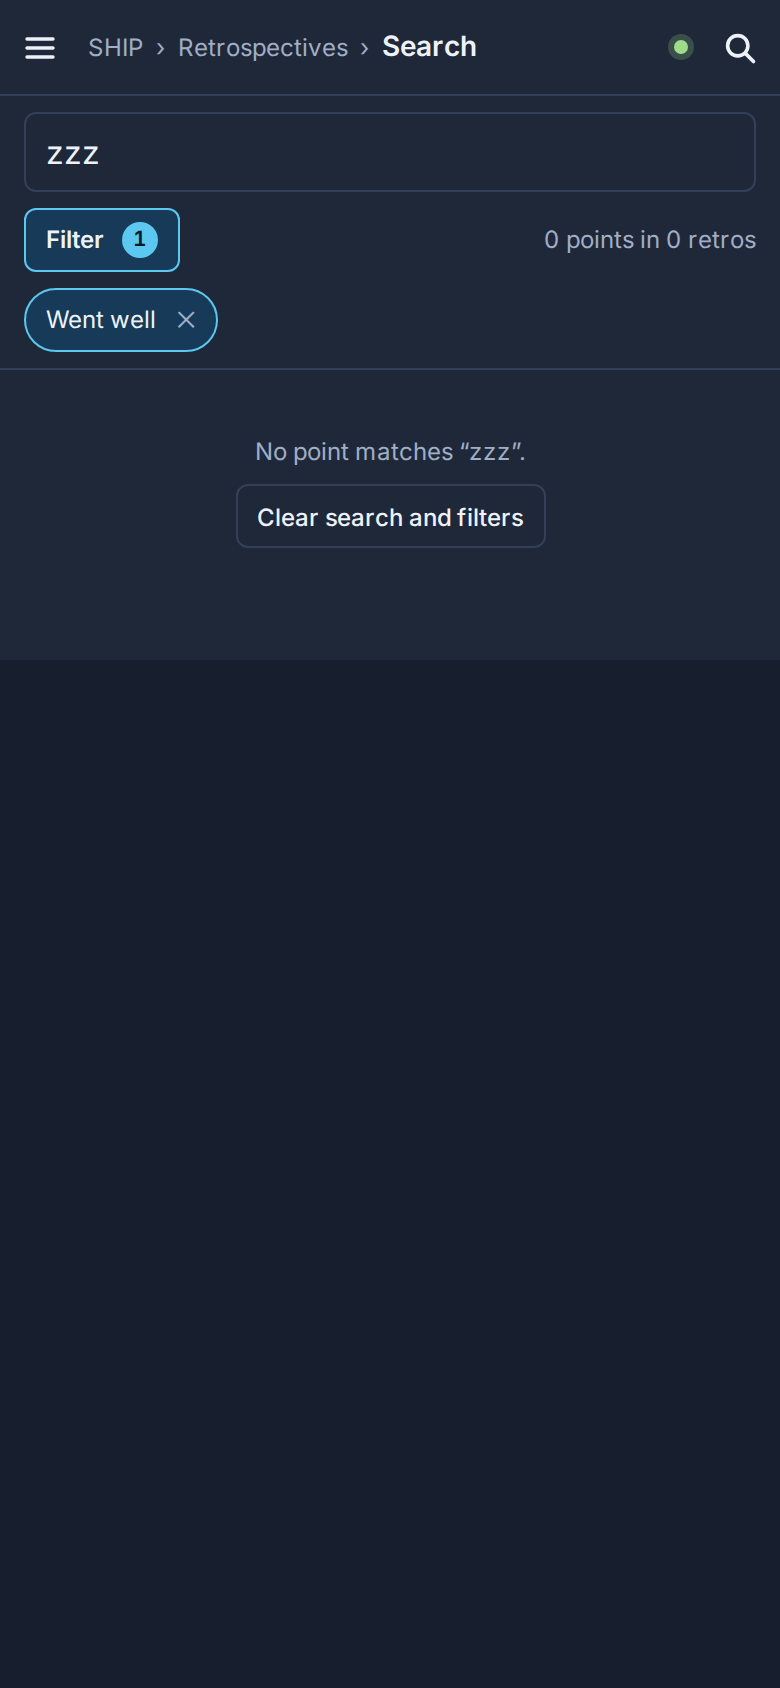 SHIP › Retrospectives › Search
zzz
Filter 1
0 points in 0 retros
Went well
No point matches “zzz”.
Clear search and filters